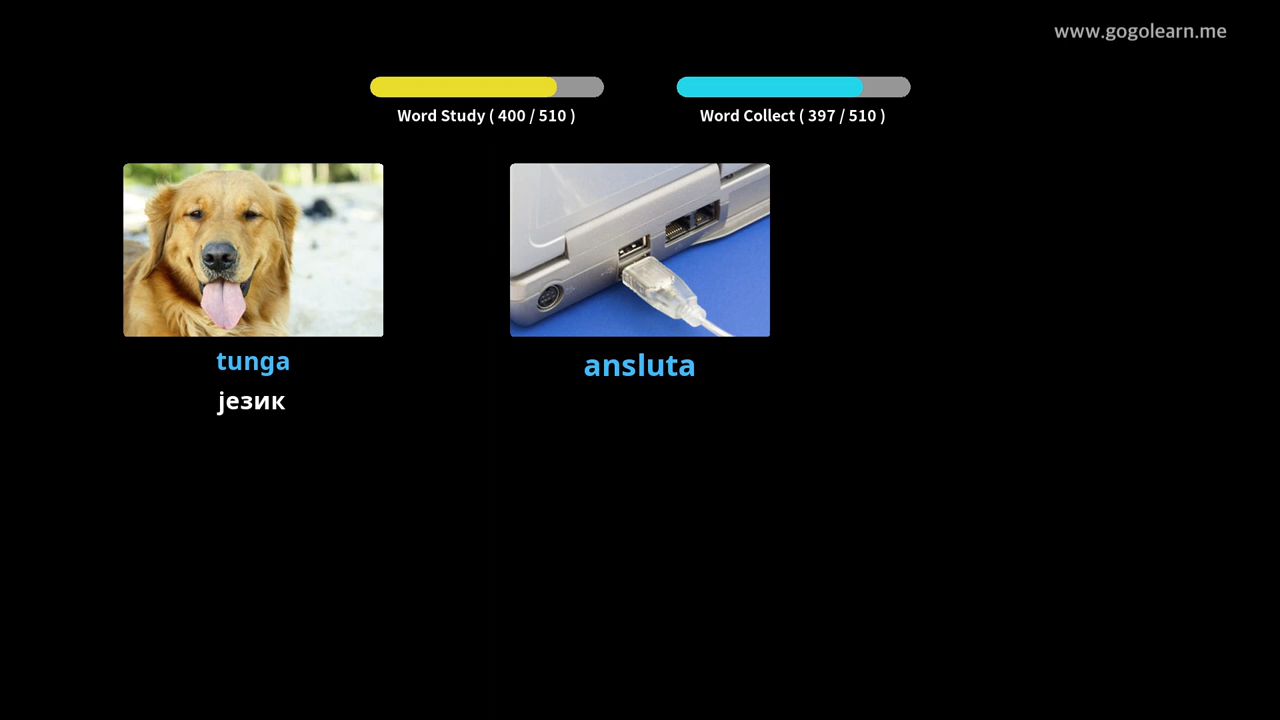 www.gogolearn.me
Word Study ( 400 / 510 )
Word Collect ( 397 / 510 )
tunga
језик
ansluta